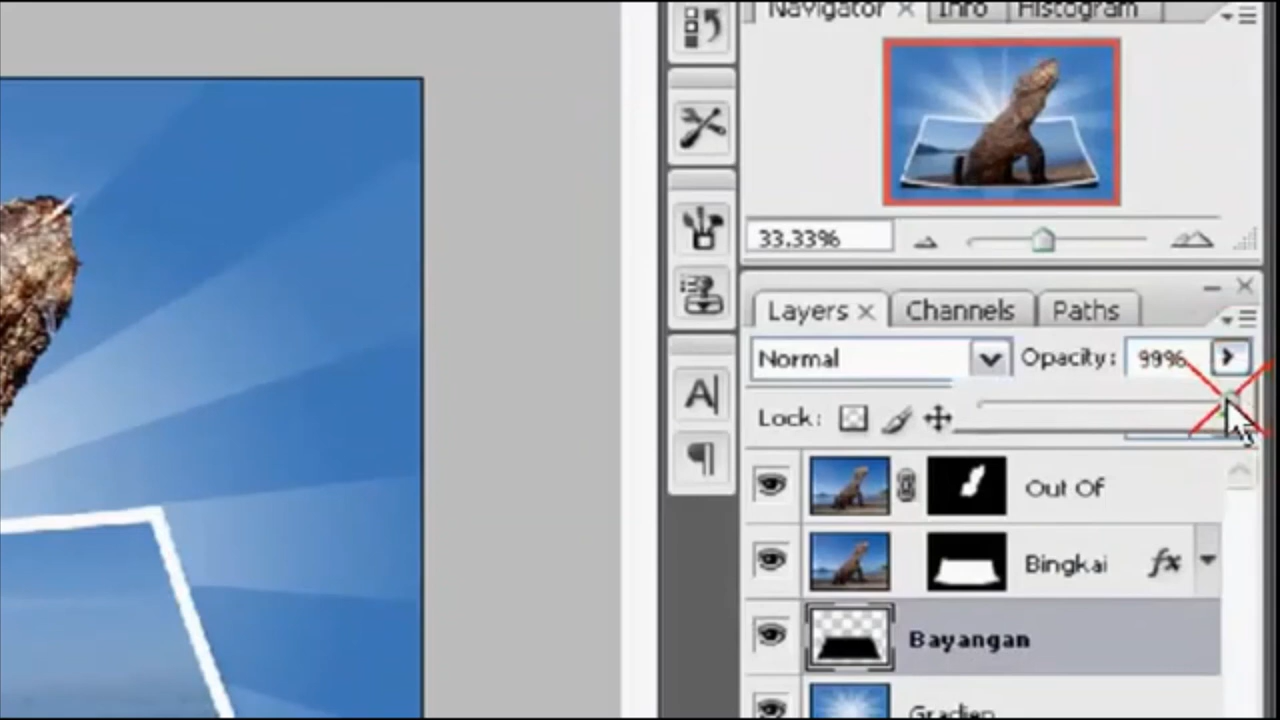 Navigator Info Histogram
33.33%
Layers Channels Paths
Normal Opacity: 99%
Lock:
A
Out Of
Bingkai fx
Bayangan
Gradien